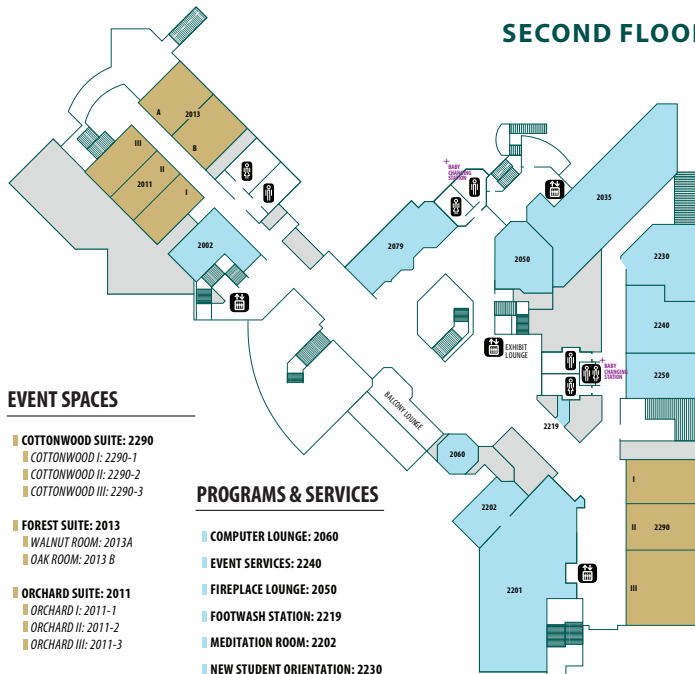 SECOND FLOO
A
2013
B
III
II
2011
I
2002
BABY
CHANGING
STATION
2079
2050
2035
2230
2240
2250
EXHIBIT
LOUNGE
BABY
CHANGING
STATION
2219
BALCONY LOUNGE
2060
2202
2201
I
II
2290
III
EVENT SPACES
COTTONWOOD SUITE: 2290
COTTONWOOD I: 2290-1
COTTONWOOD II: 2290-2
COTTONWOOD III: 2290-3
FOREST SUITE: 2013
WALNUT ROOM: 2013A
OAK ROOM: 2013 B
ORCHARD SUITE: 2011
ORCHARD I: 2011-1
ORCHARD II: 2011-2
ORCHARD III: 2011-3
PROGRAMS & SERVICES
COMPUTER LOUNGE: 2060
EVENT SERVICES: 2240
FIREPLACE LOUNGE: 2050
FOOTWASH STATION: 2219
MEDITATION ROOM: 2202
NEW STUDENT ORIENTATION: 2230